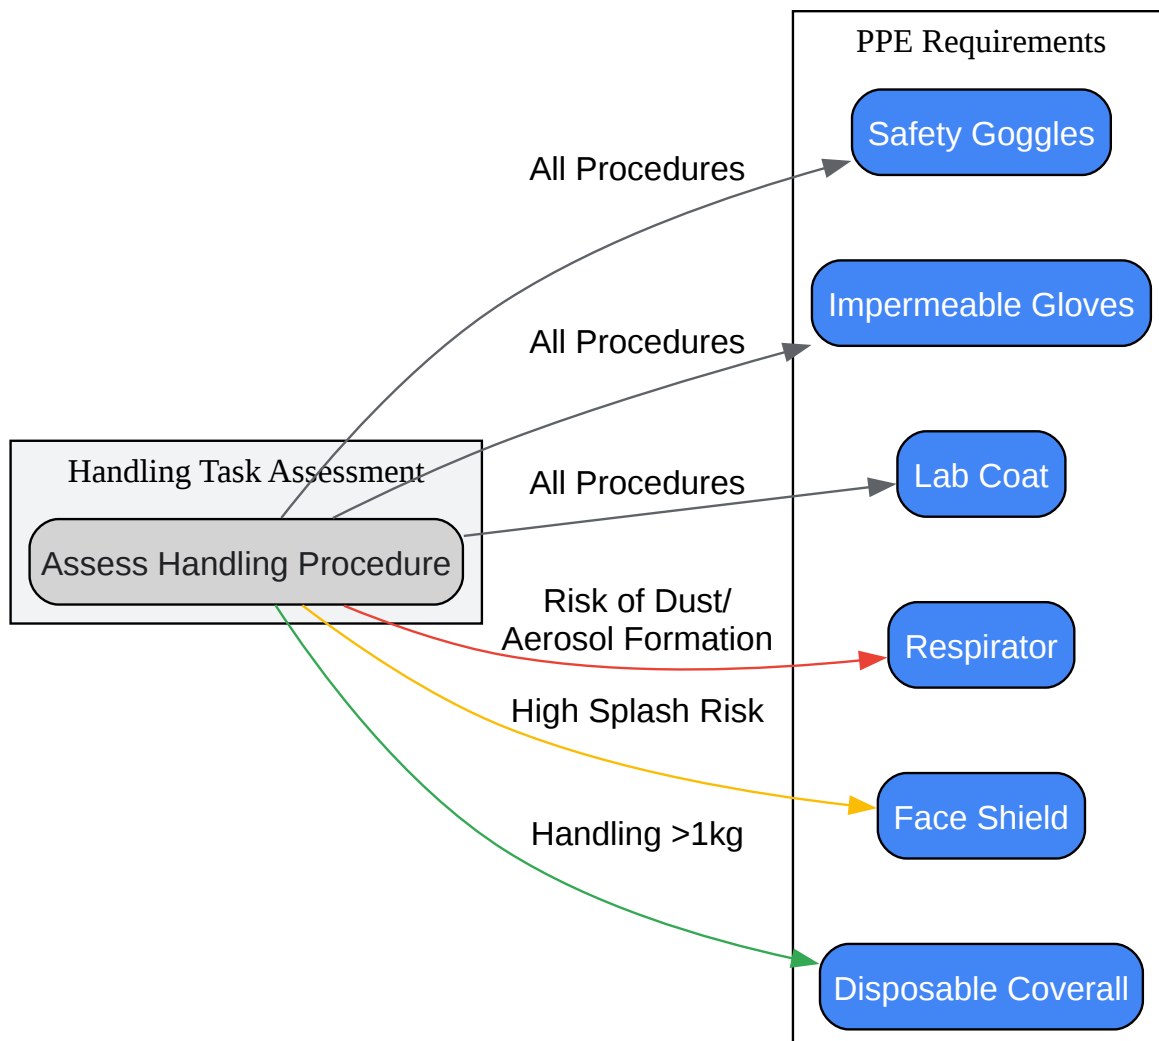 PPE Requirements
Safety Goggles
All Procedures
Impermeable Gloves
All Procedures
Handling Task Assessment
Lab Coat
All Procedures
Assess Handling Procedure
Risk of Dust/
Aerosol Formation
Respirator
High Splash Risk
Face Shield
Handling >1kg
Disposable Coverall